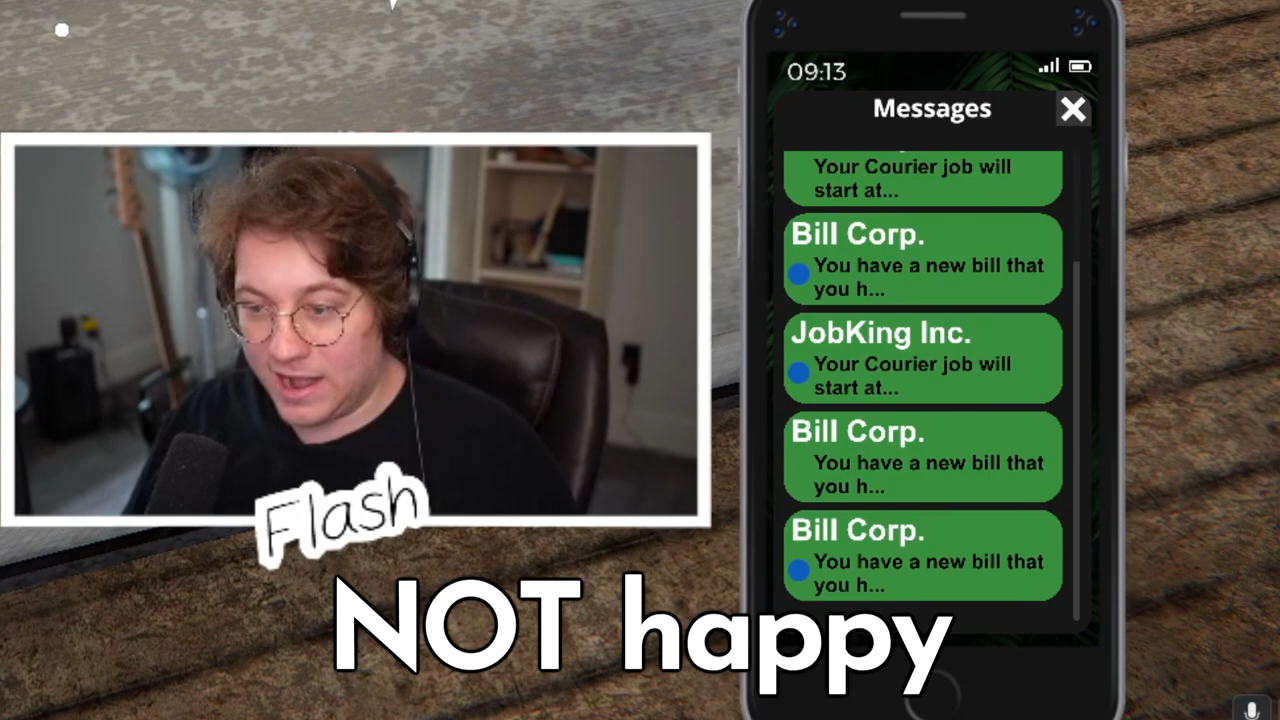 09:13
Messages
Your Courier job will
start at...
Bill Corp.
You have a new bill that
you h...
JobKing Inc.
Your Courier job will
start at...
Bill Corp.
You have a new bill that
you h...
Bill Corp.
You have a new bill that
you h...
Flash
NOT happy